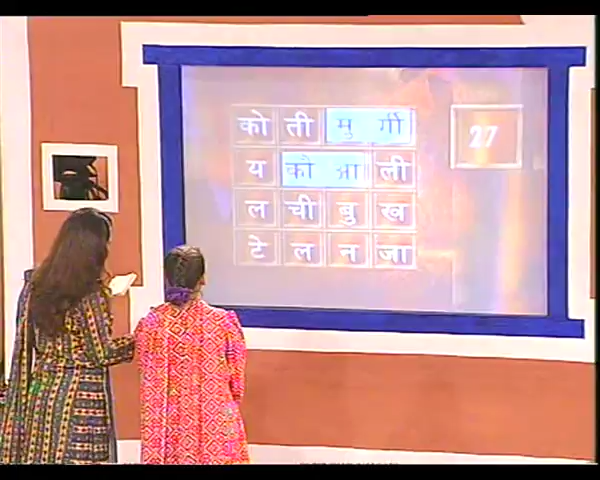 को ती मु र्गी 27
य कौ आ ली
ल ची बु ख
टे ल न जा